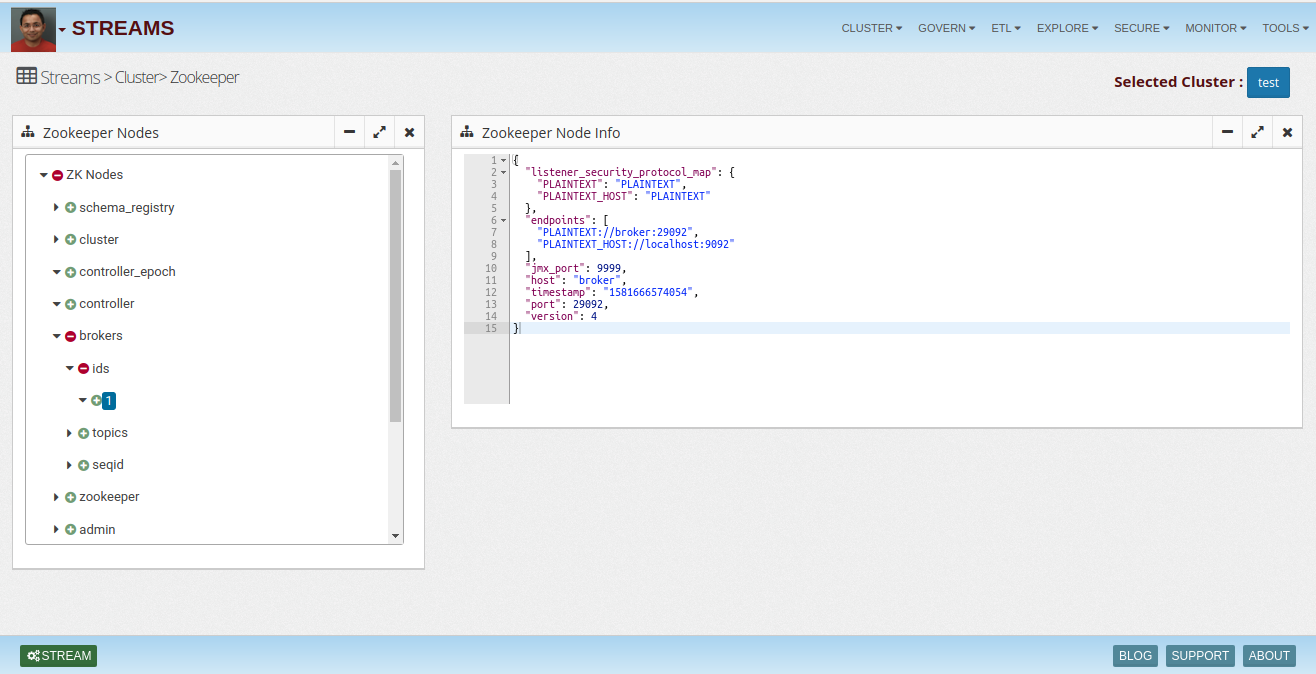 STREAMS
CLUSTER GOVERN ETL EXPLORE SECURE MONITOR TOOLS
Streams > Cluster> Zookeeper
Selected Cluster : test
Zookeeper Nodes
ZK Nodes
schema_registry
cluster
controller_epoch
controller
brokers
ids
1
topics
seqid
zookeeper
admin
Zookeeper Node Info
1 {
2 "listener_security_protocol_map": {
3 "PLAINTEXT": "PLAINTEXT",
4 "PLAINTEXT_HOST": "PLAINTEXT"
5 },
6 "endpoints": [
7 "PLAINTEXT://broker:29092",
8 "PLAINTEXT_HOST://localhost:9092"
9 ],
10 "jmx_port": 9999,
11 "host": "broker",
12 "timestamp": "1581666574054",
13 "port": 29092,
14 "version": 4
15 }
STREAM
BLOG SUPPORT ABOUT